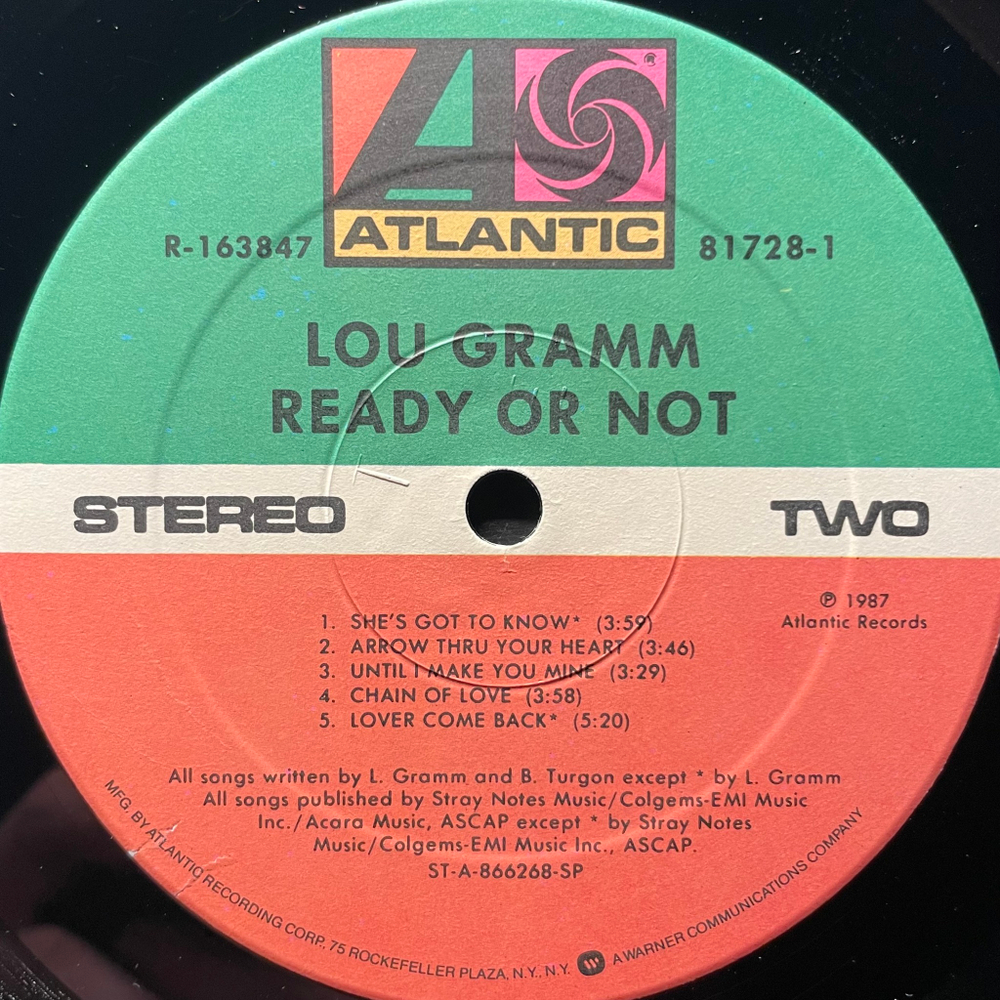 ®
ATLANTIC
R-163847
81728-1
LOU GRAMM
READY OR NOT
STEREO
TWO
℗ 1987
Atlantic Records
1. SHE'S GOT TO KNOW* (3:59)
2. ARROW THRU YOUR HEART (3:46)
3. UNTIL I MAKE YOU MINE (3:29)
4. CHAIN OF LOVE (3:58)
5. LOVER COME BACK* (5:20)
All songs written by L. Gramm and B. Turgon except * by L. Gramm
All songs published by Stray Notes Music/Colgems-EMI Music
Inc./Acara Music, ASCAP except * by Stray Notes
Music/Colgems-EMI Music Inc., ASCAP.
ST-A-866268-SP
MFG. BY ATLANTIC RECORDING CORP., 75 ROCKEFELLER PLAZA, N.Y., N.Y. A WARNER COMMUNICATIONS COMPANY